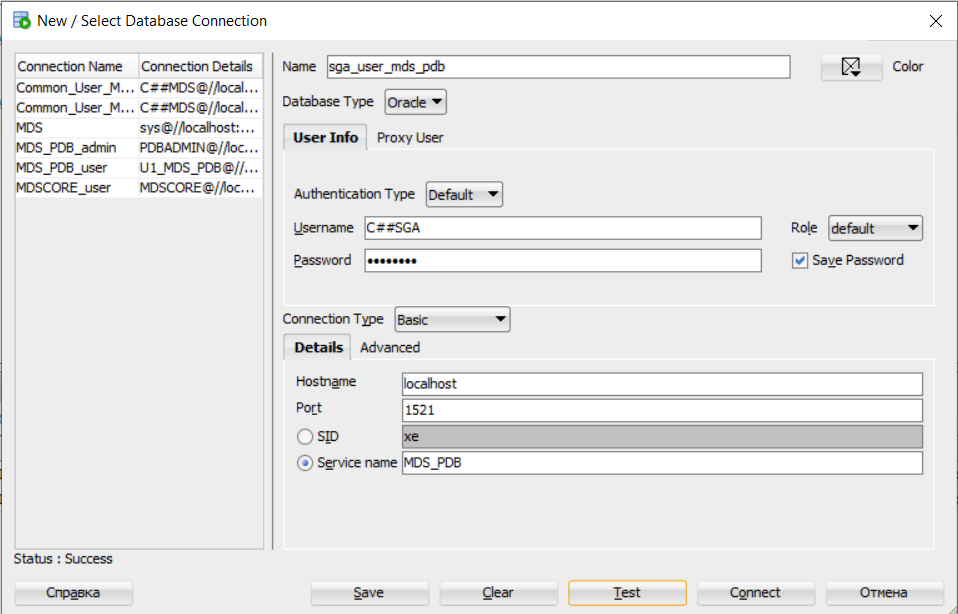 New / Select Database Connection
Connection Name Connection Details
Common_User_M... C##MDS@//local...
Common_User_M... C##MDS@//local...
MDS sys@//localhost:...
MDS_PDB_admin PDBADMIN@//loc...
MDS_PDB_user U1_MDS_PDB@//...
MDSCORE_user MDSCORE@//loc...
Name sga_user_mds_pdb Color
Database Type Oracle
User Info Proxy User
Authentication Type Default
Username C##SGA Role default
Password •••••••• Save Password
Connection Type Basic
Details Advanced
Hostname localhost
Port 1521
SID xe
Service name MDS_PDB
Status : Success
Справка Save Clear Test Connect Отмена